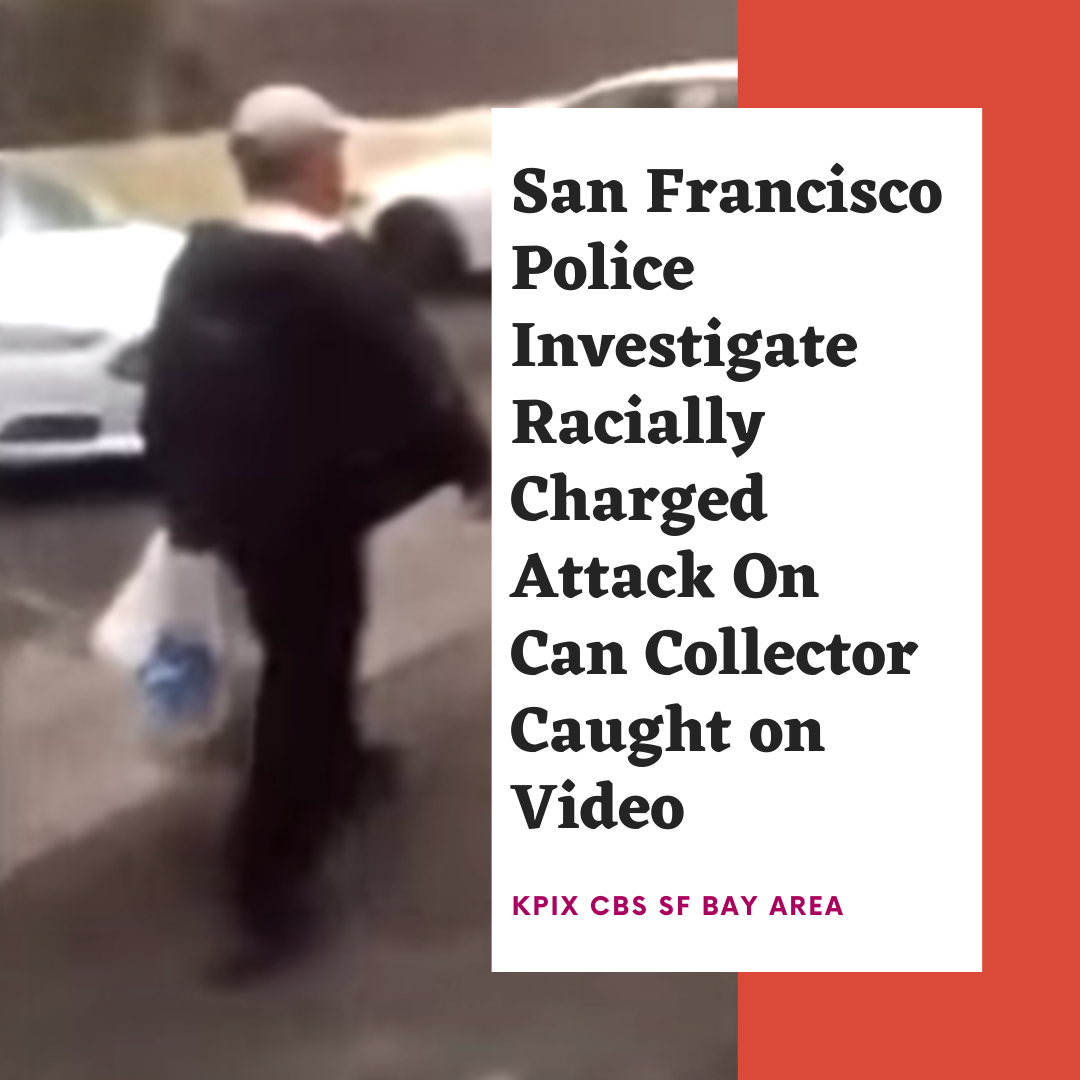 San Francisco
Police
Investigate
Racially
Charged
Attack On
Can Collector
Caught on
Video
KPIX CBS SF BAY AREA